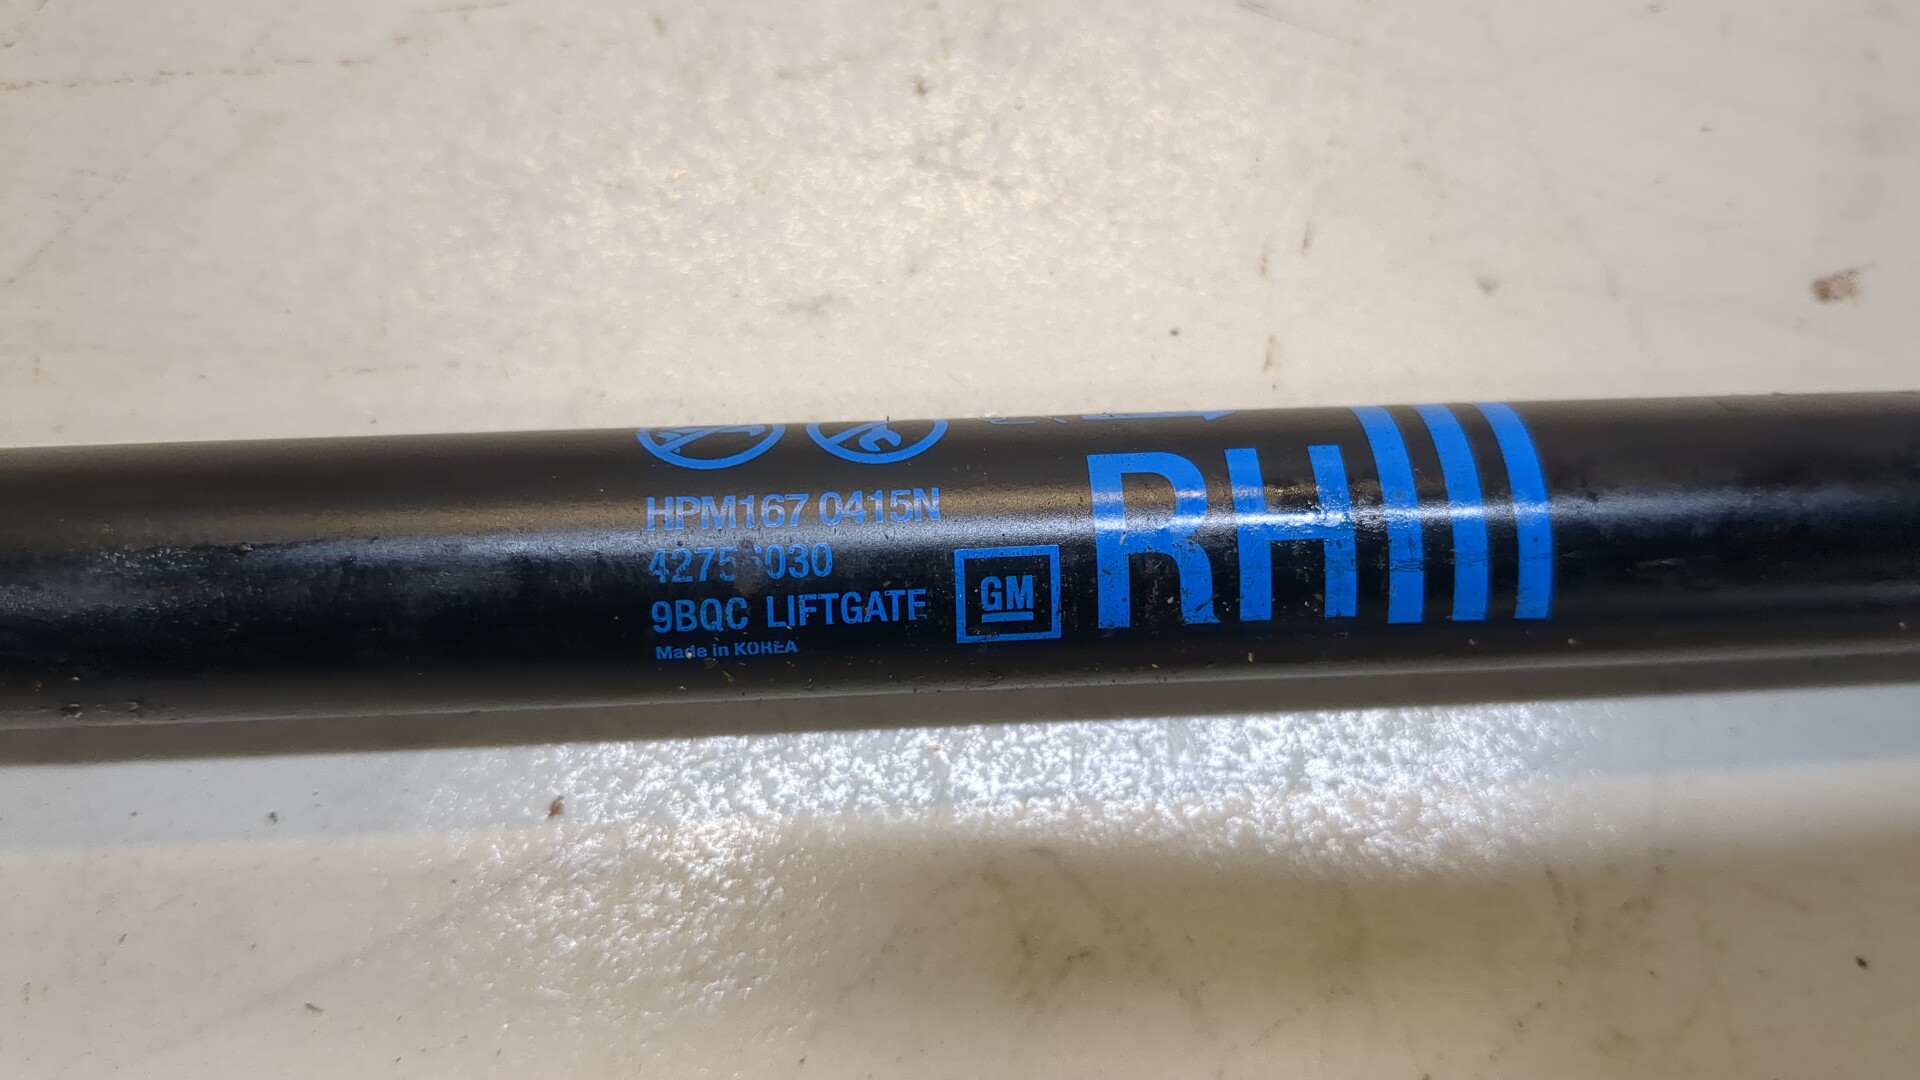 HPM167 0415N
9BQC LIFTGATE
Made in KOREA
GM
RH